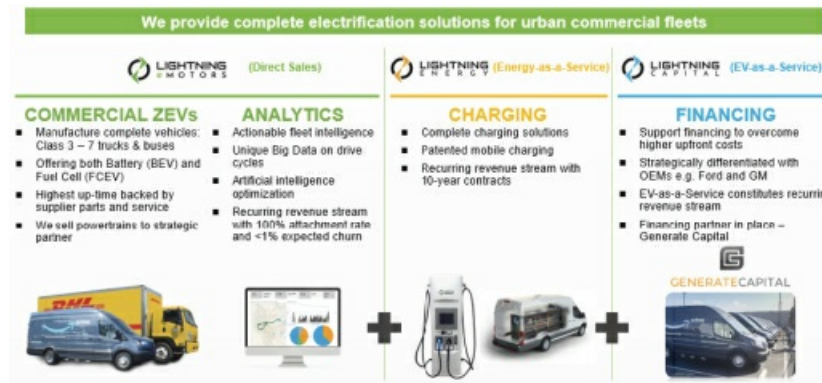 We provide complete electrification solutions for urban commercial fleets
LIGHTNING
eMOTORS
(Direct Sales)
LIGHTNING
ENERGY
(Energy-as-a-Service)
LIGHTNING
CAPITAL
(EV-as-a-Service)
COMMERCIAL ZEVs
■ Manufacture complete vehicles:
Class 3 – 7 trucks & buses
■ Offering both Battery (BEV) and
Fuel Cell (FCEV)
■ Highest up-time backed by
supplier parts and service
■ We sell powertrains to strategic
partner
ANALYTICS
■ Actionable fleet intelligence
■ Unique Big Data on drive
cycles
■ Artificial intelligence
optimization
■ Recurring revenue stream
with 100% attachment rate
and <1% expected churn
CHARGING
■ Complete charging solutions
■ Patented mobile charging
■ Recurring revenue stream with
10-year contracts
FINANCING
■ Support financing to overcome
higher upfront costs
■ Strategically differentiated with
OEMs e.g. Ford and GM
■ EV-as-a-Service constitutes recurrin
revenue stream
■ Financing partner in place –
Generate Capital
GENERATECAPITAL
DHL